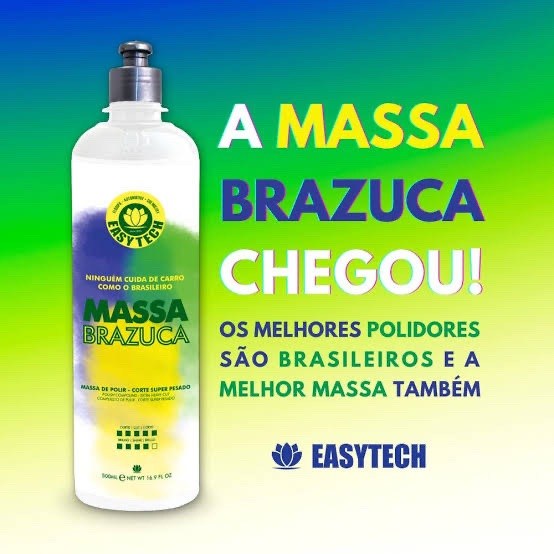 A MASSA
BRAZUCA
CHEGOU!
OS MELHORES POLIDORES
SÃO BRASILEIROS E A
MELHOR MASSA TAMBÉM
EASYTECH
EASYTECH
NINGUÉM CUIDA DE CARRO
COMO O BRASILEIRO
MASSA
BRAZUCA
MASSA DE POLIR - CORTE SUPER PESADO
500ML e NET WT 16.9 FL OZ